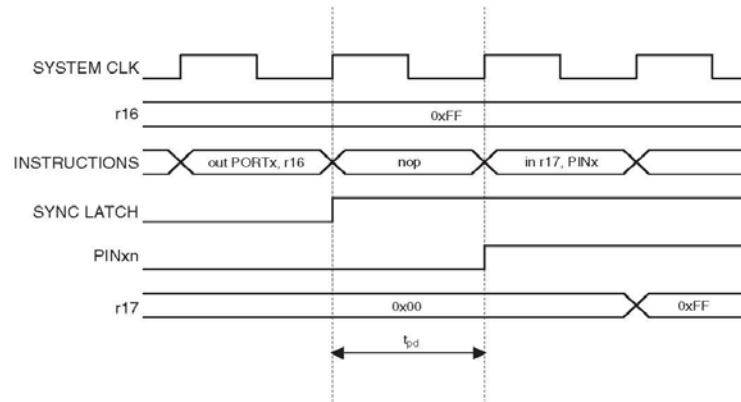 SYSTEM CLK
r16
0xFF
INSTRUCTIONS
out PORTx, r16
nop
in r17, PINx
SYNC LATCH
PINxn
r17
0x00
0xFF
tpd